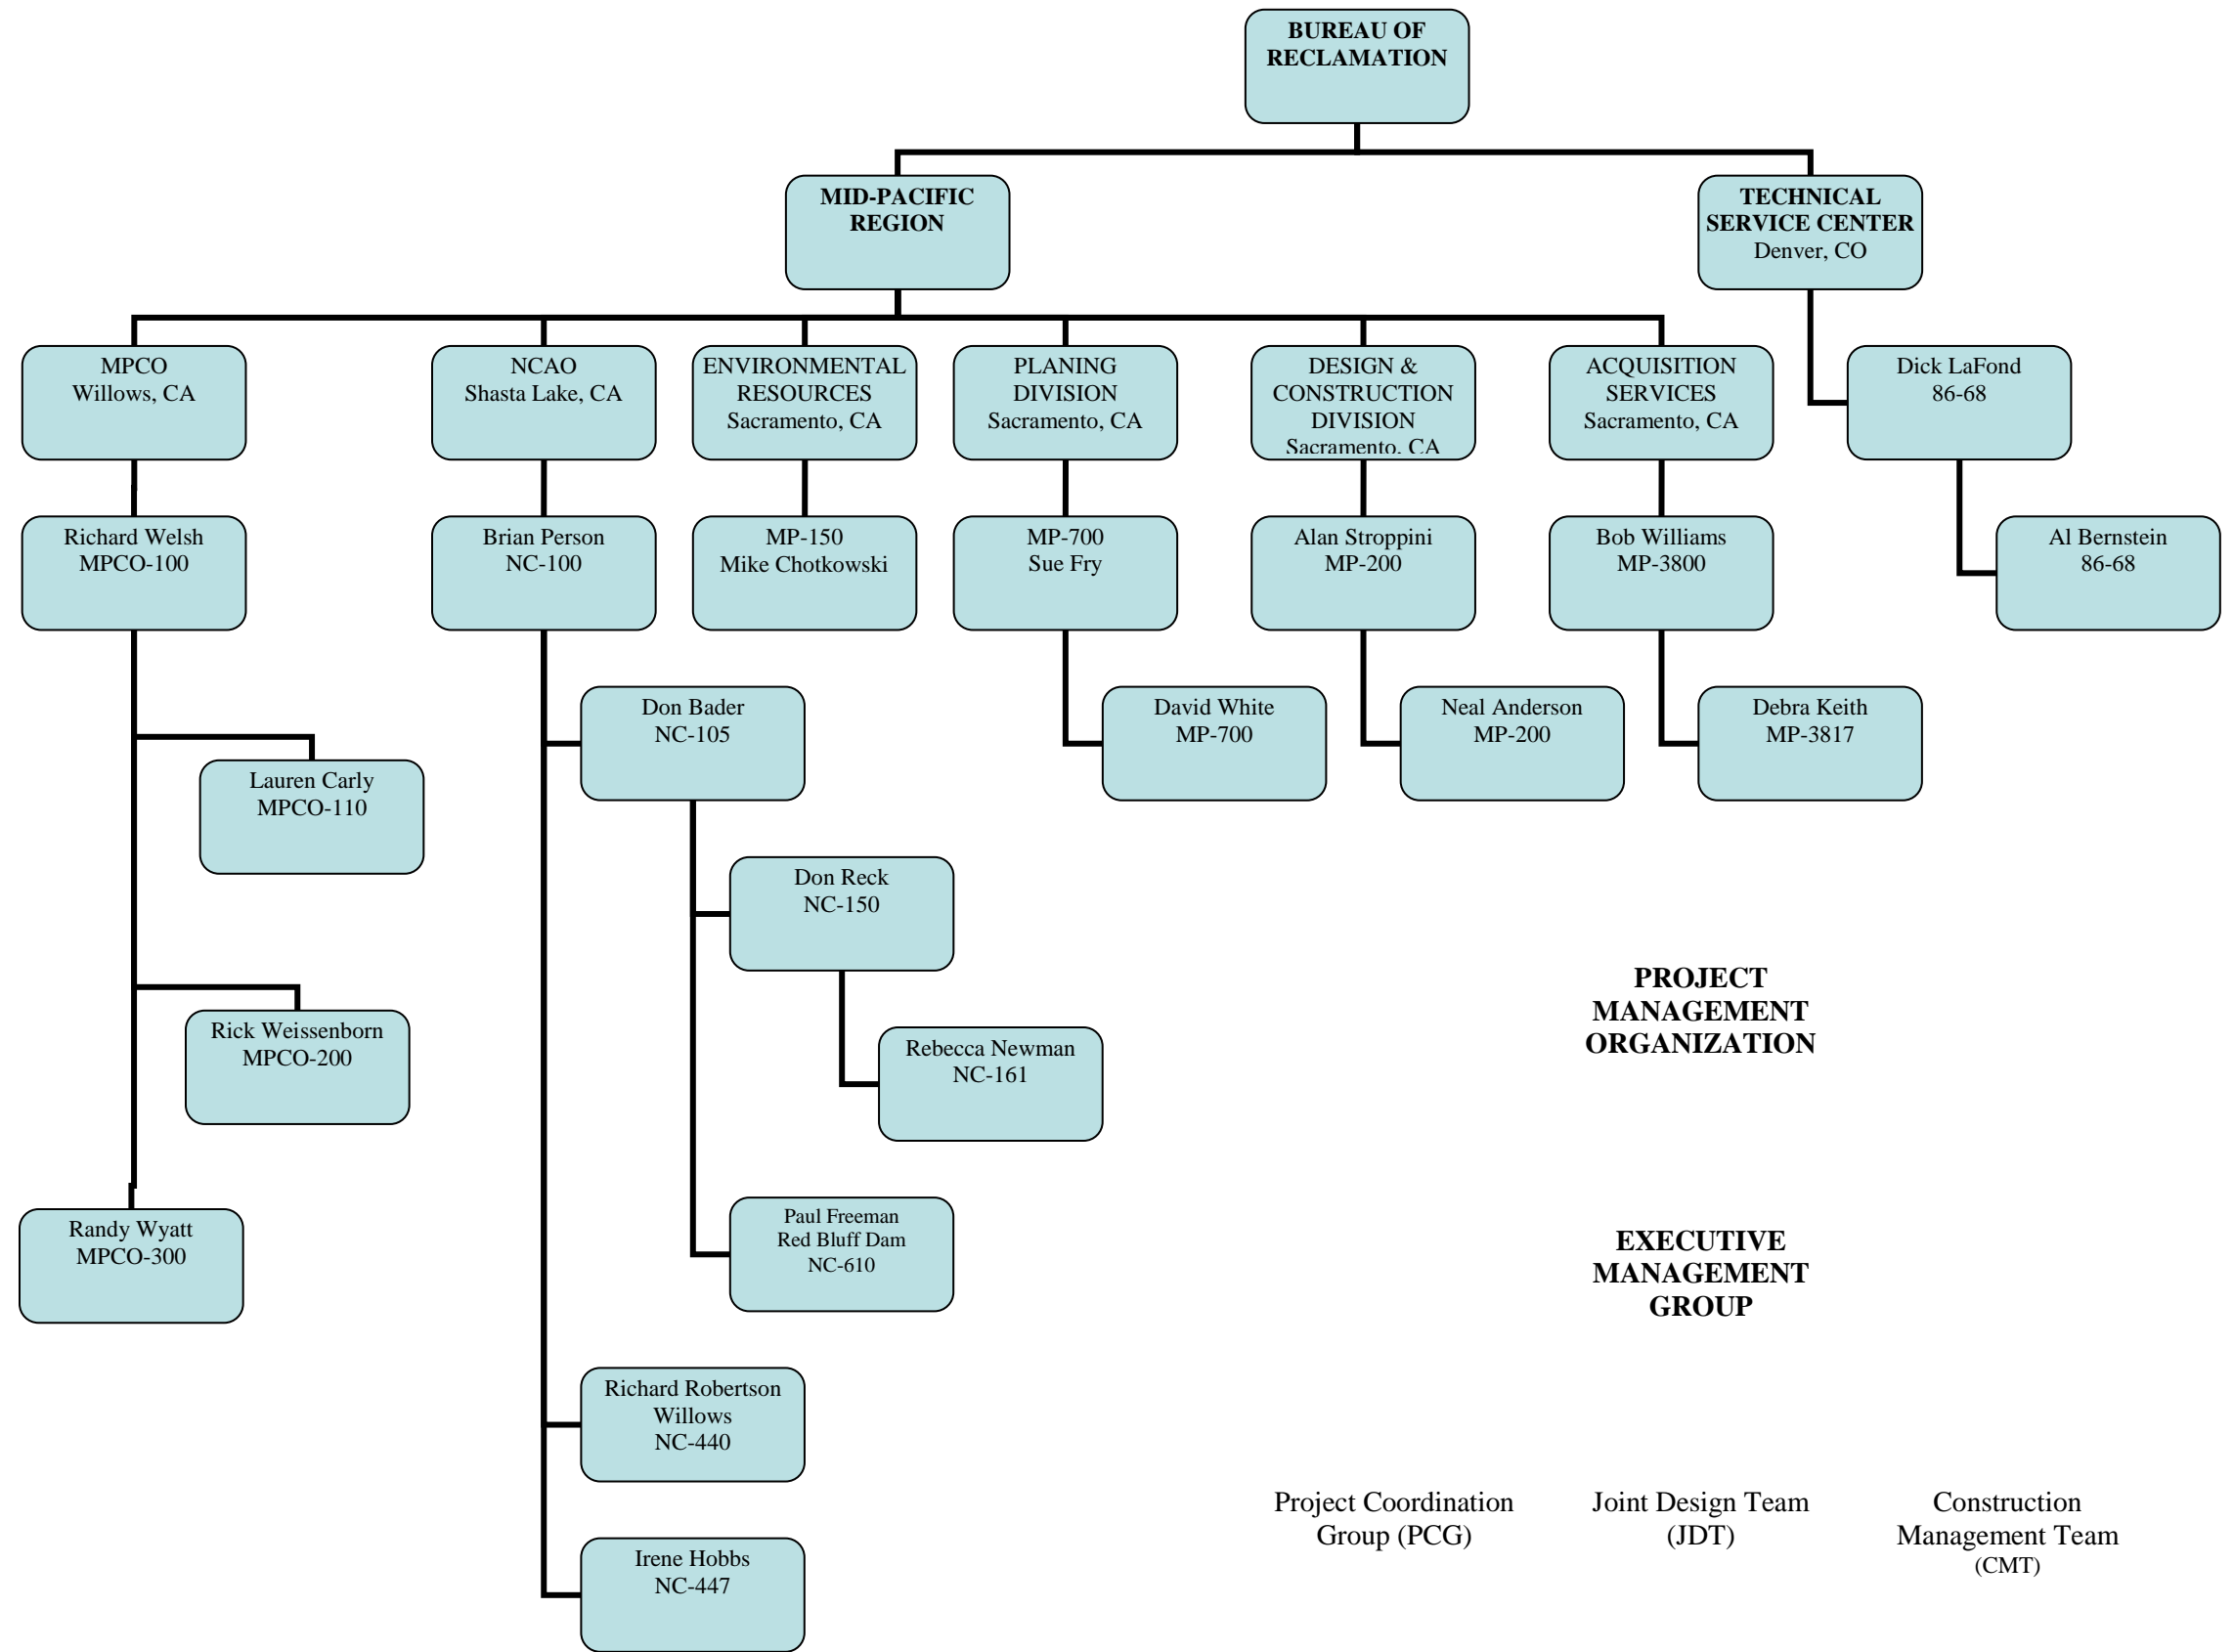 BUREAU OF
RECLAMATION
MID-PACIFIC
REGION
TECHNICAL
SERVICE CENTER
Denver, CO
MPCO
Willows, CA
NCAO
Shasta Lake, CA
ENVIRONMENTAL
RESOURCES
Sacramento, CA
PLANING
DIVISION
Sacramento, CA
DESIGN &
CONSTRUCTION
DIVISION
Sacramento, CA
ACQUISITION
SERVICES
Sacramento, CA
Dick LaFond
86-68
Richard Welsh
MPCO-100
Brian Person
NC-100
MP-150
Mike Chotkowski
MP-700
Sue Fry
Alan Stroppini
MP-200
Bob Williams
MP-3800
Al Bernstein
86-68
Don Bader
NC-105
David White
MP-700
Neal Anderson
MP-200
Debra Keith
MP-3817
Lauren Carly
MPCO-110
Don Reck
NC-150
PROJECT
MANAGEMENT
ORGANIZATION
Rick Weissenborn
MPCO-200
Rebecca Newman
NC-161
Randy Wyatt
MPCO-300
Paul Freeman
Red Bluff Dam
NC-610
EXECUTIVE
MANAGEMENT
GROUP
Richard Robertson
Willows
NC-440
Project Coordination
Group (PCG)
Joint Design Team
(JDT)
Construction
Management Team
(CMT)
Irene Hobbs
NC-447